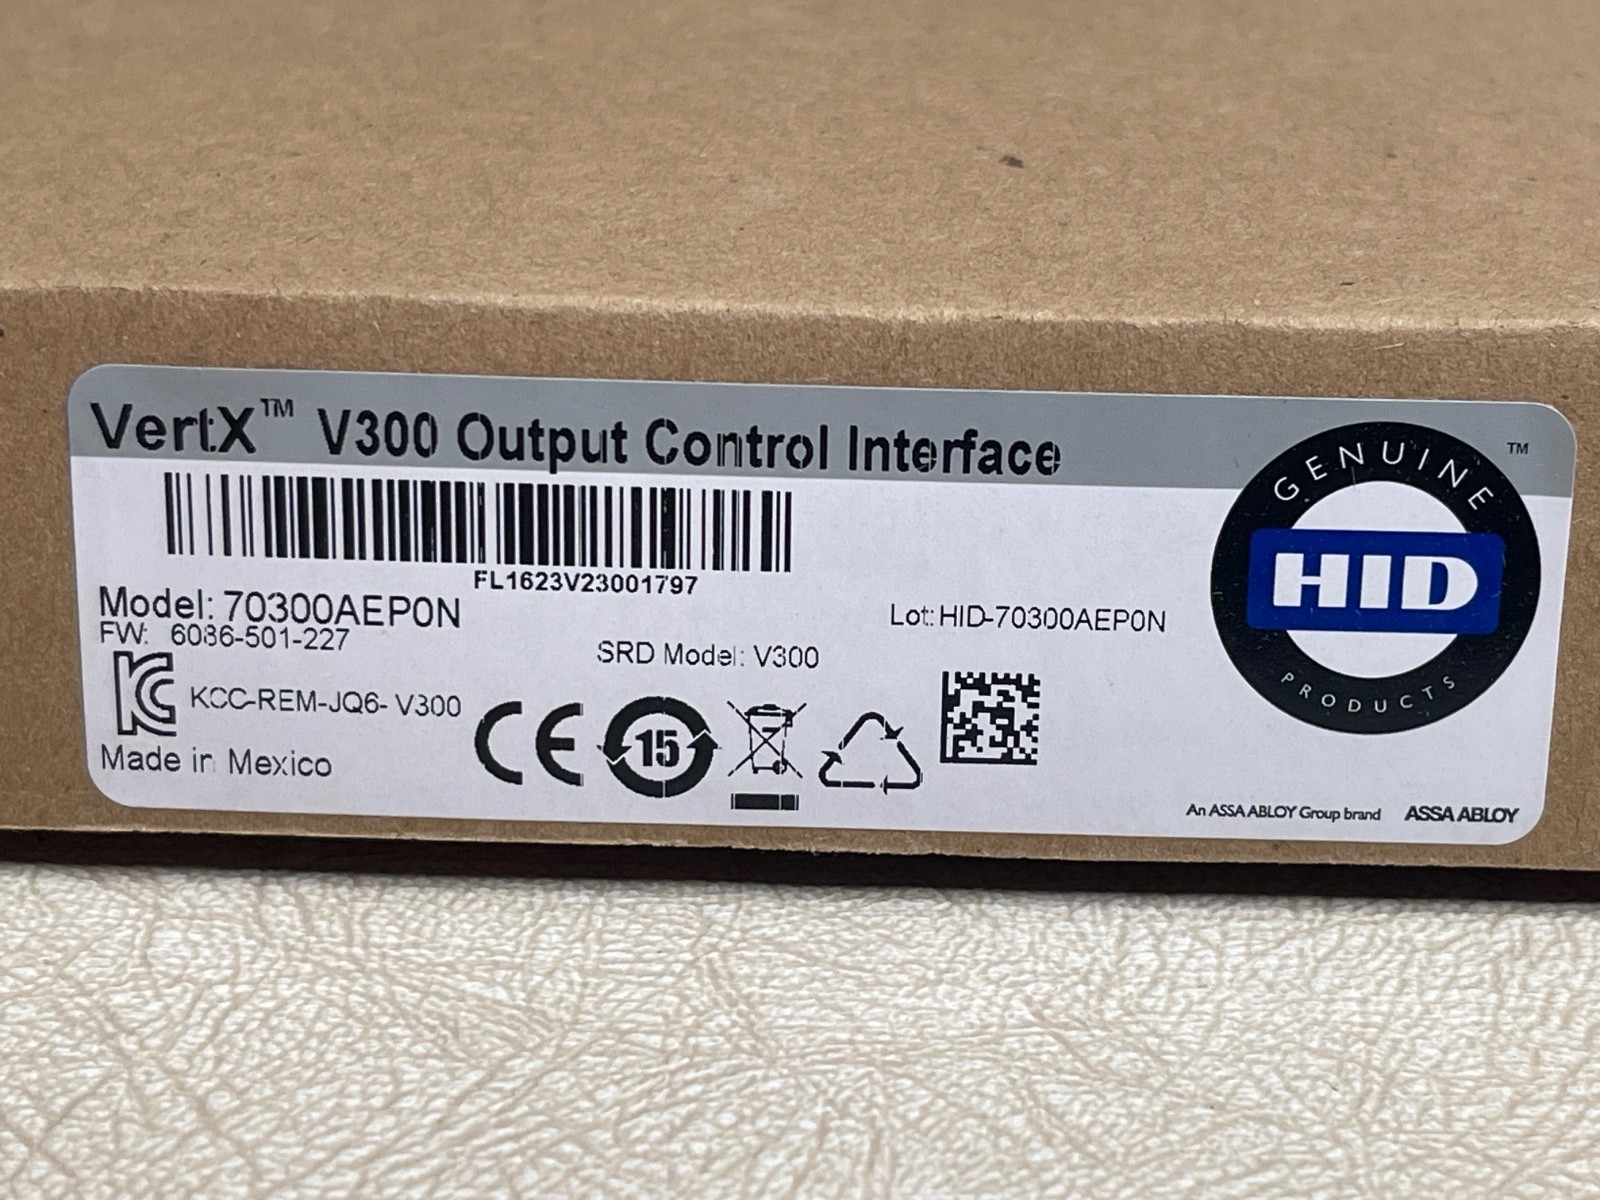 VertX™ V300 Output Control Interface
FL1623V23001797
Model: 70300AEP0N
Lot: HID-70300AEP0N
FW: 6086-501-227
SRD Model: V300
KCC-REM-JQ6- V300
Made in Mexico
CE
15
GENUINE
™
HID
PRODUCTS
An ASSA ABLOY Group brand ASSA ABLOY